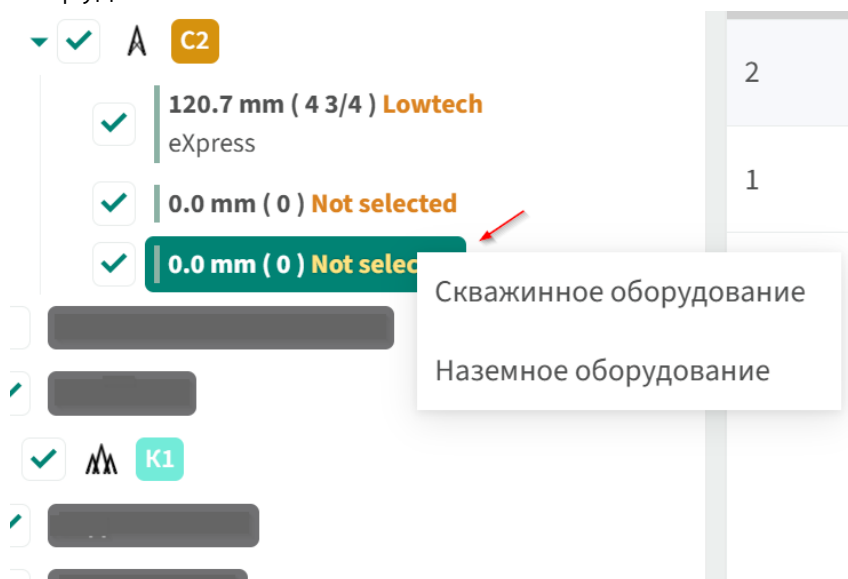 C2
120.7 mm ( 4 3/4 ) Lowtech
eXpress
0.0 mm ( 0 ) Not selected
0.0 mm ( 0 ) Not selec
Скважинное оборудование
Наземное оборудование
K1
2
1